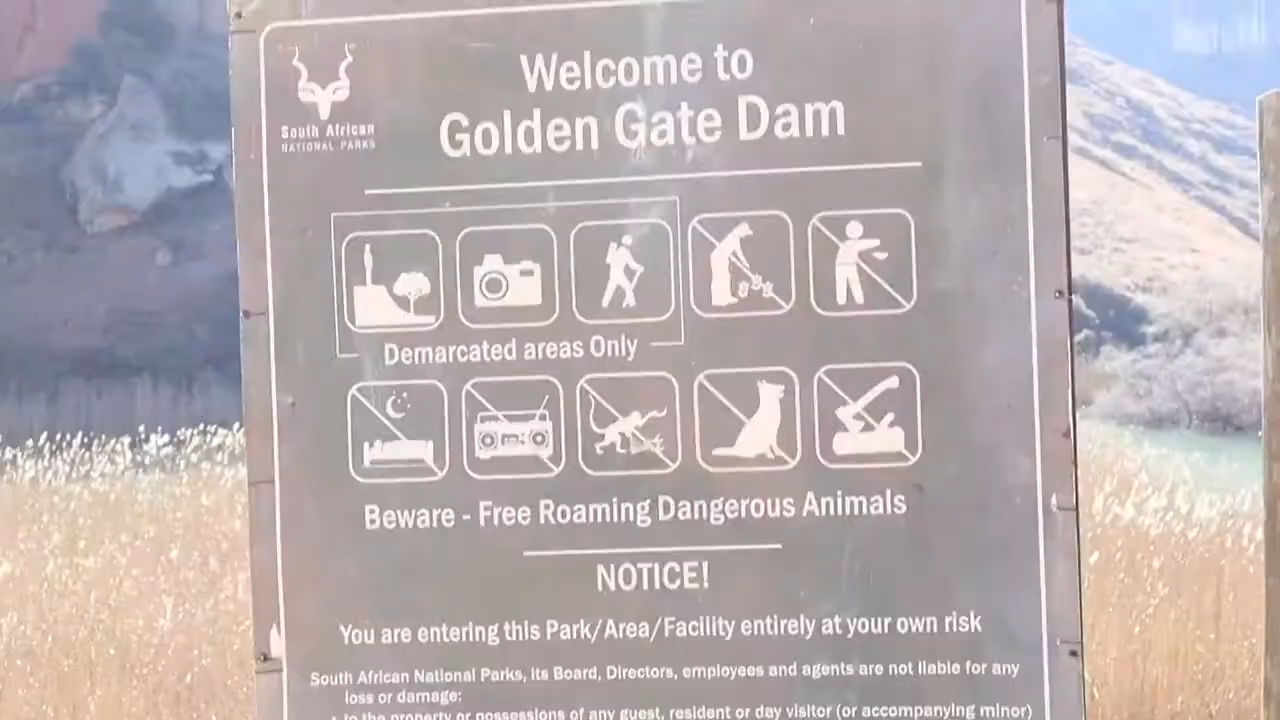 South African
NATIONAL PARKS
Welcome to
Golden Gate Dam
Demarcated areas Only
Beware - Free Roaming Dangerous Animals
NOTICE!
You are entering this Park/Area/Facility entirely at your own risk
South African National Parks, its Board, Directors, employees and agents are not liable for any
loss or damage:
• to the property or possessions of any guest, resident or day visitor (or accompanying minor)